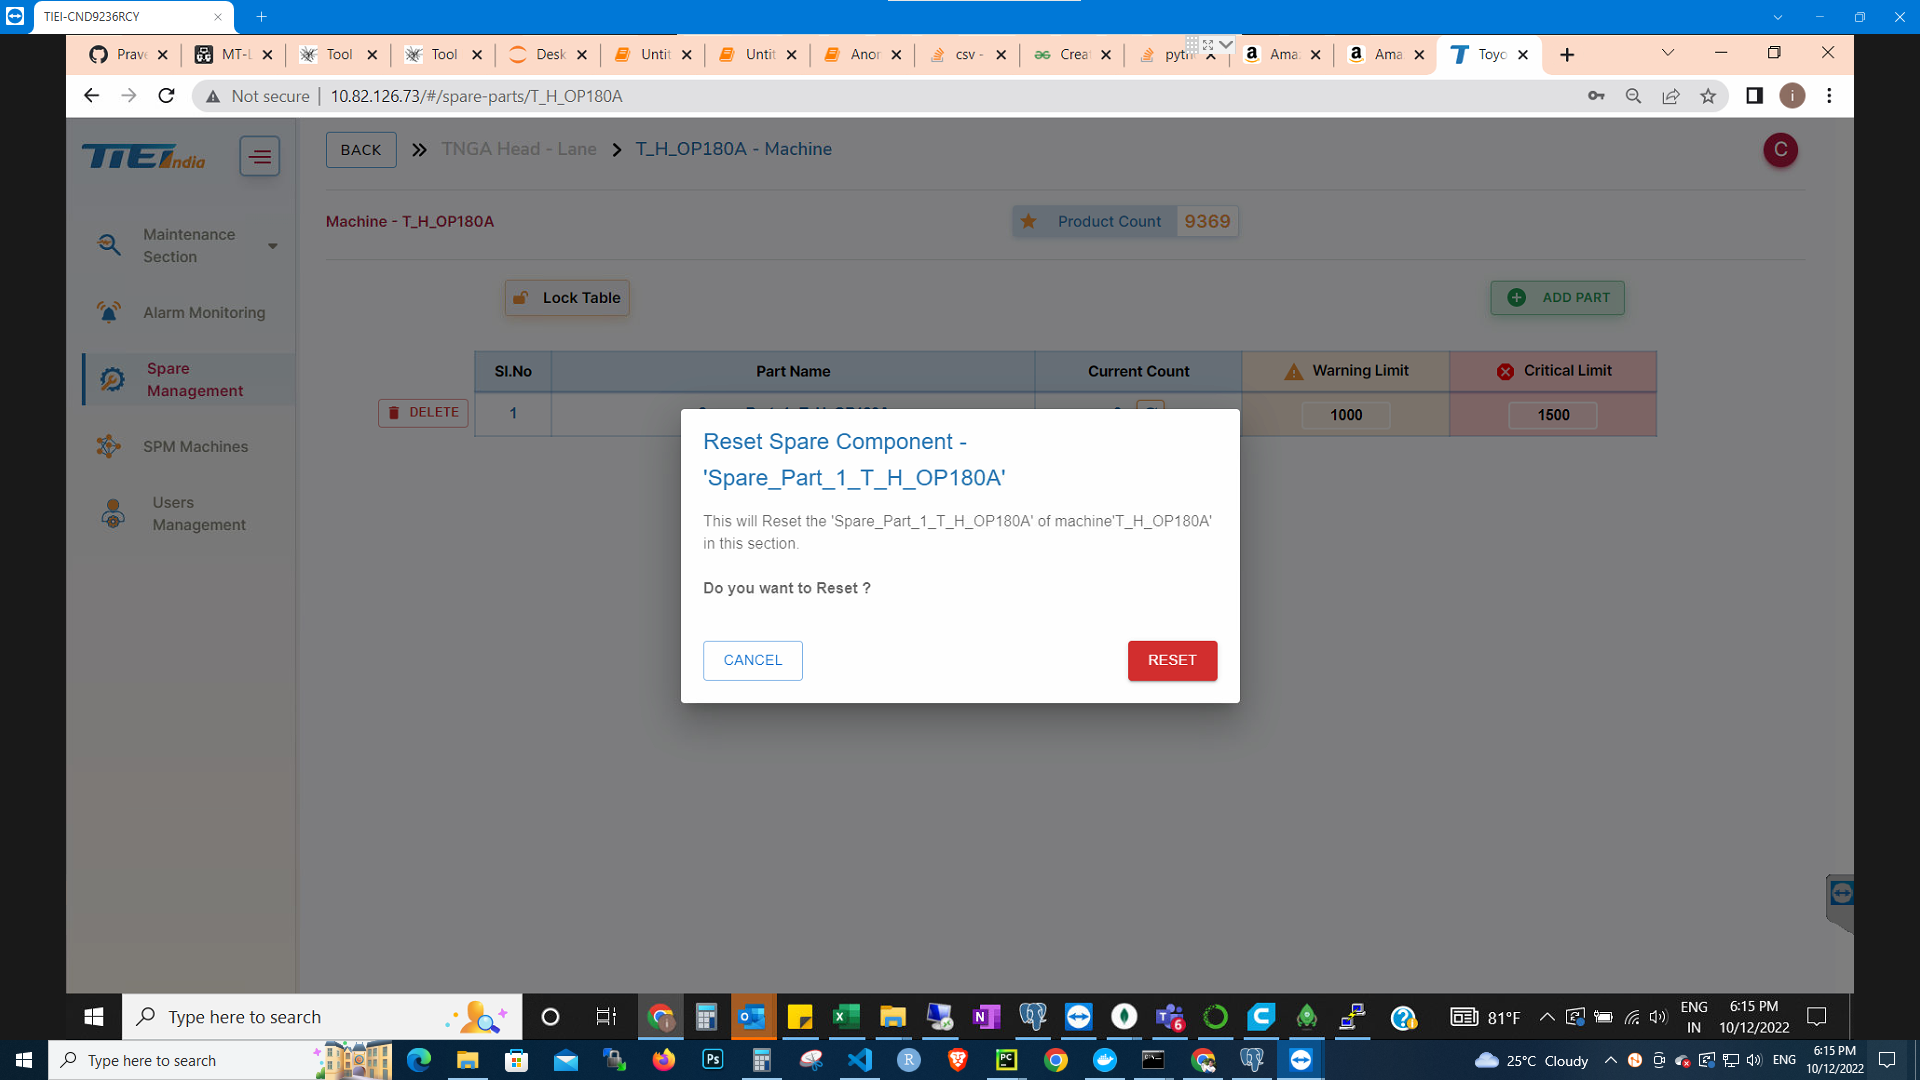 TIEI-CND9236RCY
Prave
MT-L
Tool
Tool
Desk
Untit
Untit
Anor
csv -
Crea
pyth
Ama
Ama
Toyo
Not secure
10.82.126.73/#/spare-parts/T_H_OP180A
i
TIEI India
BACK
TNGA Head - Lane
T_H_OP180A - Machine
C
Machine - T_H_OP180A
Product Count 9369
Maintenance
Section
Alarm Monitoring
Spare
Management
SPM Machines
Users
Management
Lock Table
ADD PART
Sl.No
Part Name
Current Count
Warning Limit
Critical Limit
DELETE
1
1000
1500
Reset Spare Component -
'Spare_Part_1_T_H_OP180A'
This will Reset the 'Spare_Part_1_T_H_OP180A' of machine'T_H_OP180A'
in this section.
Do you want to Reset ?
CANCEL
RESET
Type here to search
6
81°F
ENG
IN
6:15 PM
10/12/2022
Type here to search
Ps
R
PC
25°C Cloudy
ENG
6:15 PM
10/12/2022